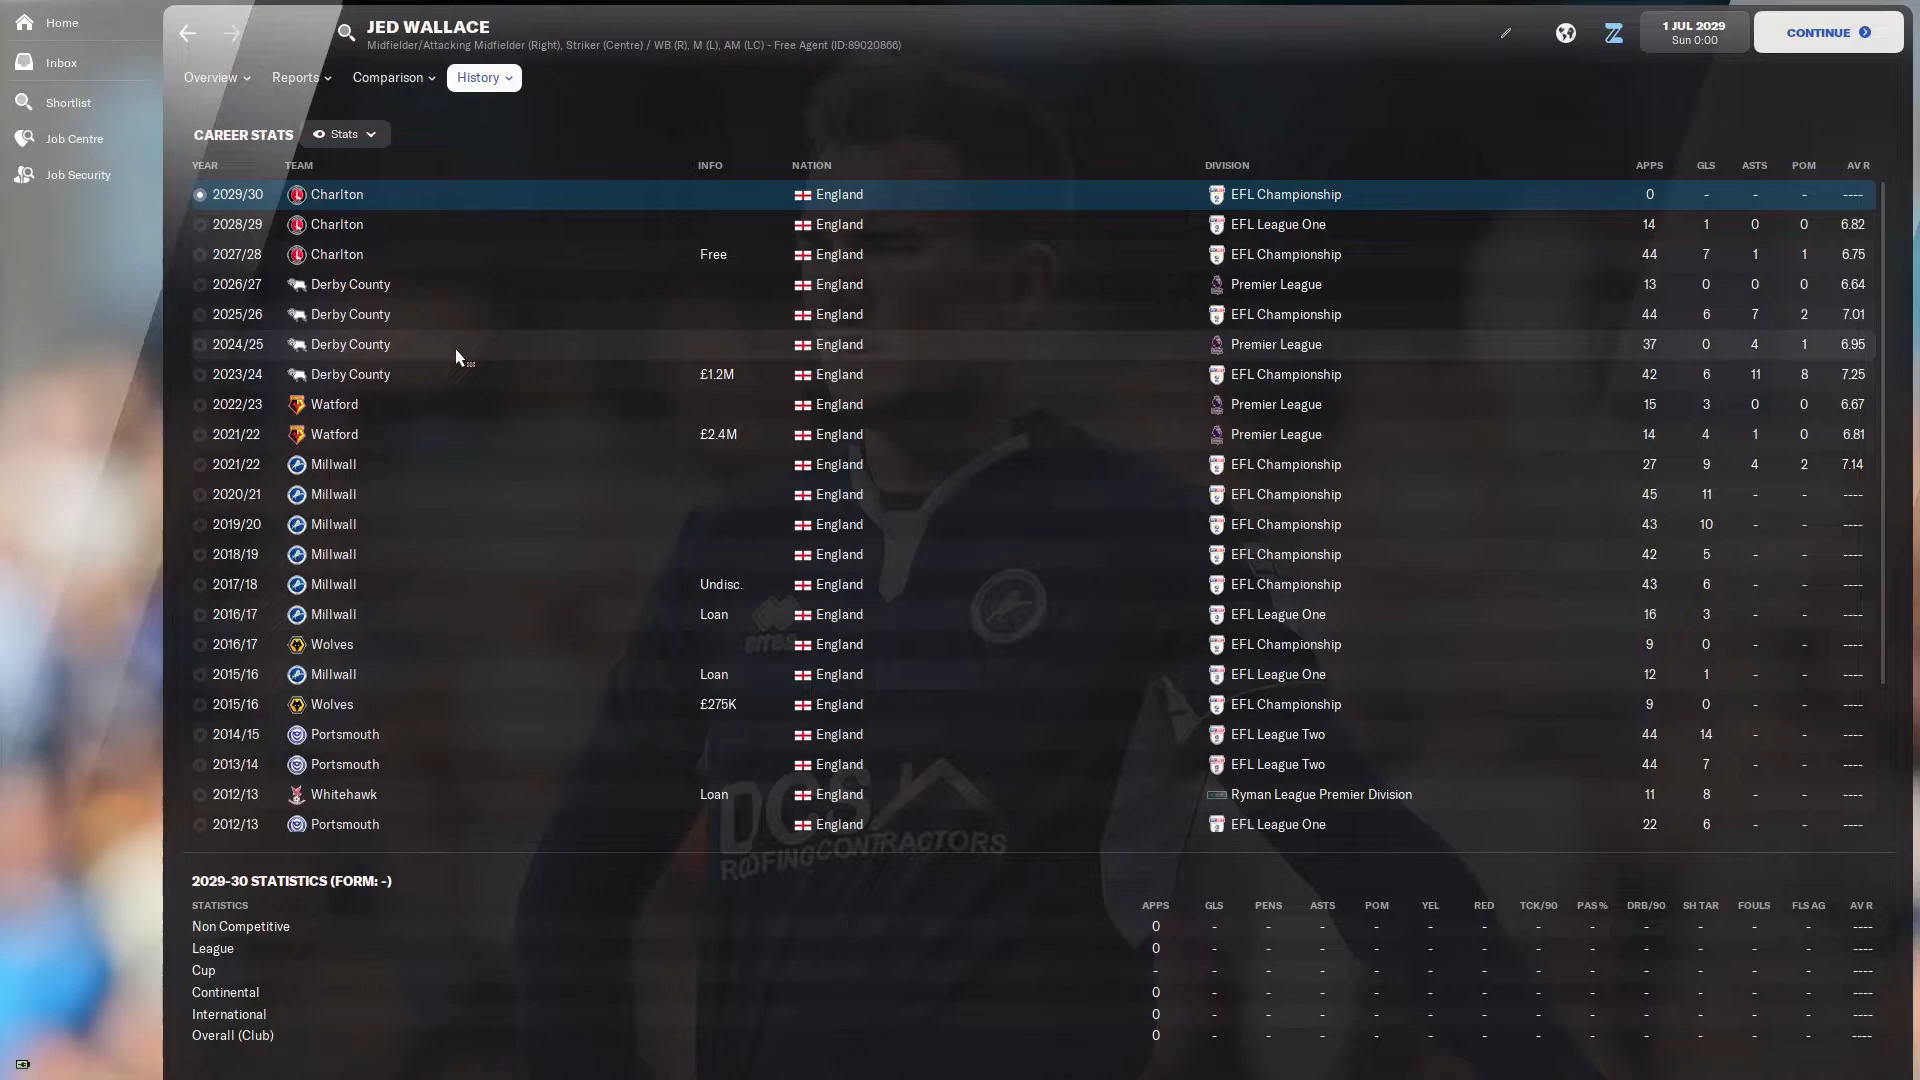 Home
Inbox
Shortlist
Job Centre
Job Security
JED WALLACE
Midfielder/Attacking Midfielder (Right), Striker (Centre) / WB (R), M (L), AM (LC) - Free Agent (ID:89020866)
1 JUL 2029
Sun 0:00
CONTINUE
Overview Reports Comparison History
CAREER STATS Stats
YEAR TEAM INFO NATION DIVISION APPS GLS ASTS POM AV R
2029/30 Charlton England EFL Championship 0 - - - ----
2028/29 Charlton England EFL League One 14 1 0 0 6.82
2027/28 Charlton Free England EFL Championship 44 7 1 1 6.75
2026/27 Derby County England Premier League 13 0 0 0 6.64
2025/26 Derby County England EFL Championship 44 6 7 2 7.01
2024/25 Derby County England Premier League 37 0 4 1 6.95
2023/24 Derby County £1.2M England EFL Championship 42 6 11 8 7.25
2022/23 Watford England Premier League 15 3 0 0 6.67
2021/22 Watford £2.4M England Premier League 14 4 1 0 6.81
2021/22 Millwall England EFL Championship 27 9 4 2 7.14
2020/21 Millwall England EFL Championship 45 11 - - ----
2019/20 Millwall England EFL Championship 43 10 - - ----
2018/19 Millwall England EFL Championship 42 5 - - ----
2017/18 Millwall Undisc. England EFL Championship 43 6 - - ----
2016/17 Millwall Loan England EFL League One 16 3 - - ----
2016/17 Wolves England EFL Championship 9 0 - - ----
2015/16 Millwall Loan England EFL League One 12 1 - - ----
2015/16 Wolves £275K England EFL Championship 9 0 - - ----
2014/15 Portsmouth England EFL League Two 44 14 - - ----
2013/14 Portsmouth England EFL League Two 44 7 - - ----
2012/13 Whitehawk Loan England Ryman League Premier Division 11 8 - - ----
2012/13 Portsmouth England EFL League One 22 6 - - ----
DCS
ROOFING CONTRACTORS
2029-30 STATISTICS (FORM: -)
STATISTICS APPS GLS PENS ASTS POM YEL RED TCK/90 PAS % DRB/90 SH TAR FOULS FLS AG AV R
Non Competitive 0 - - - - - - - - - - - - ----
League 0 - - - - - - - - - - - - ----
Cup - - - - - - - - - - - - - ----
Continental 0 - - - - - - - - - - - - ----
International 0 - - - - - - - - - - - - ----
Overall (Club) 0 - - - - - - - - - - - - ----